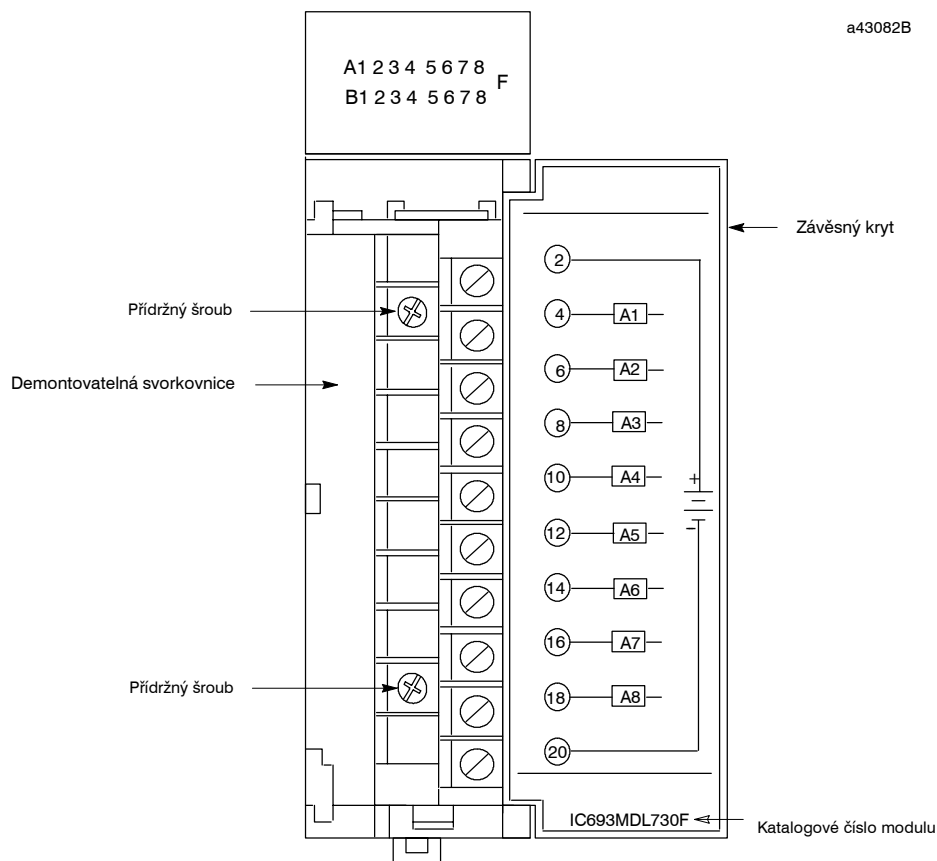 a43082B
A1 2 3 4 5 6 7 8
F
B1 2 3 4 5 6 7 8
Závěsný kryt
2
Přídržný šroub
4 A1
6 A2
Demontovatelná svorkovnice
8 A3
10 A4
+
12 A5
-
14 A6
16 A7
Přídržný šroub
18 A8
20
IC693MDL730F
Katalogové číslo modulu